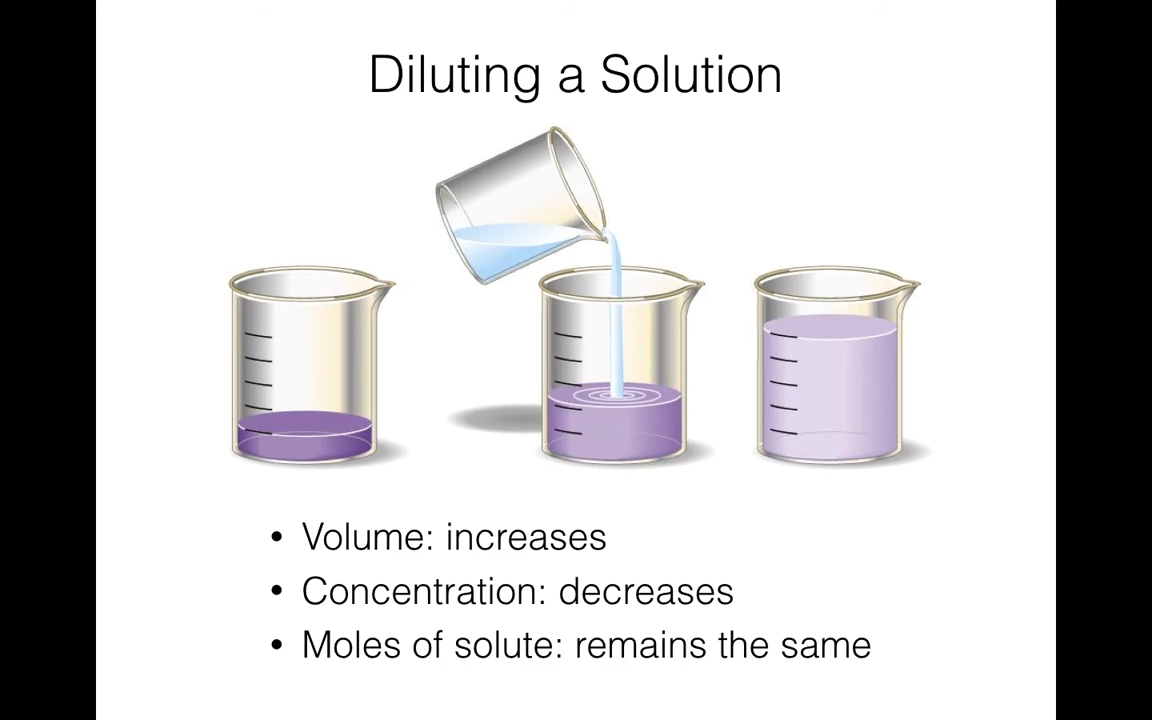 Diluting a Solution
• Volume: increases
• Concentration: decreases
• Moles of solute: remains the same